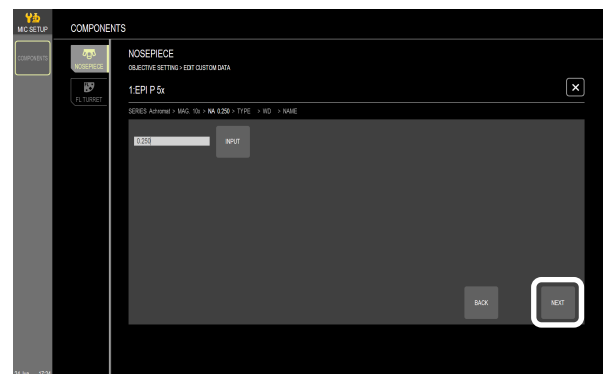 MIC SETUP
COMPONENTS
COMPONENTS
NOSEPIECE
FL TURRET
NOSEPIECE
OBJECTIVE SETTING > EDIT CUSTOM DATA
1:EPI P 5x
SERIES Achromat > MAG. 10x > NA 0.250 > TYPE > WD > NAME
0.250
INPUT
BACK
NEXT